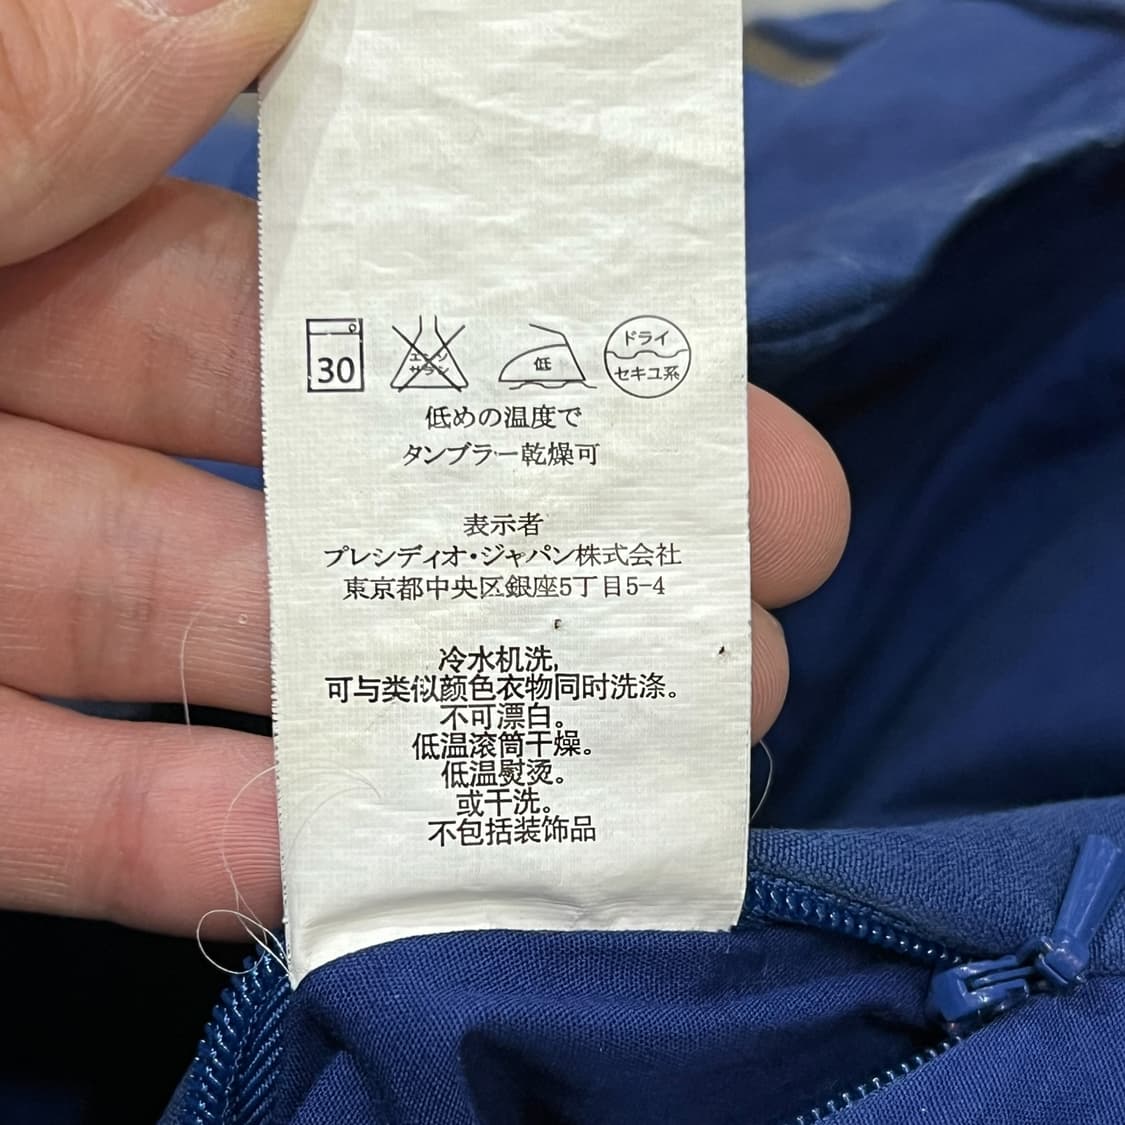 30
エンソ
サラシ
低
ドライ
セキユ系
低めの温度で
タンブラー乾燥可
表示者
プレシディオ・ジャパン株式会社
東京都中央区銀座5丁目5-4
冷水机洗,
可与类似颜色衣物同时洗涤。
不可漂白。
低温滚筒干燥。
低温熨烫。
或干洗。
不包括装饰品